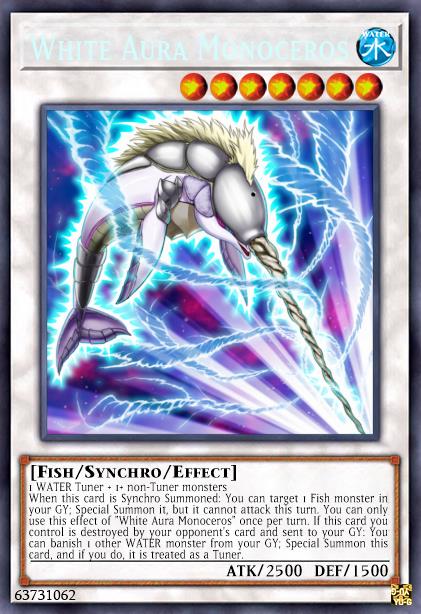 White Aura Monoceros
WATER
水
[Fish/Synchro/Effect]
1 WATER Tuner + 1+ non-Tuner monsters
When this card is Synchro Summoned: You can target 1 Fish monster in
your GY; Special Summon it, but it cannot attack this turn. You can only
use this effect of "White Aura Monoceros" once per turn. If this card you
control is destroyed by your opponent's card and sent to your GY: You
can banish 1 other WATER monster from your GY; Special Summon this
card, and if you do, it is treated as a Tuner.
ATK/2500 DEF/1500
63731062